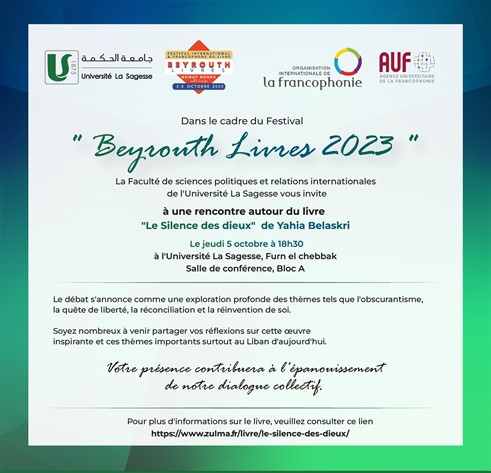 جامعة الحكمة
Université La Sagesse
1875
FESTIVAL INTERNATIONAL
& FRANCOPHONE DU LIVRE
BEYROUTH
LIVRES
BEIRUT BOOKS
2-8 OCTOBRE 2023
ORGANISATION
INTERNATIONALE DE
la francophonie
AUF
AGENCE UNIVERSITAIRE
DE LA FRANCOPHONIE
Dans le cadre du Festival
" Beyrouth Livres 2023 "
La Faculté de sciences politiques et relations internationales
de l'Université La Sagesse vous invite
à une rencontre autour du livre
"Le Silence des dieux" de Yahia Belaskri
Le jeudi 5 octobre à 18h30
à l'Université La Sagesse, Furn el chebbak
Salle de conférence, Bloc A
Le débat s'annonce comme une exploration profonde des thèmes tels que l'obscurantisme,
la quête de liberté, la réconciliation et la réinvention de soi.
Soyez nombreux à venir partager vos réflexions sur cette œuvre
inspirante et ces thèmes importants surtout au Liban d'aujourd'hui.
Votre présence contribuera à l'épanouissement
de notre dialogue collectif.
Pour plus d'informations sur le livre, veuillez consulter ce lien
https://www.zulma.fr/livre/le-silence-des-dieux/